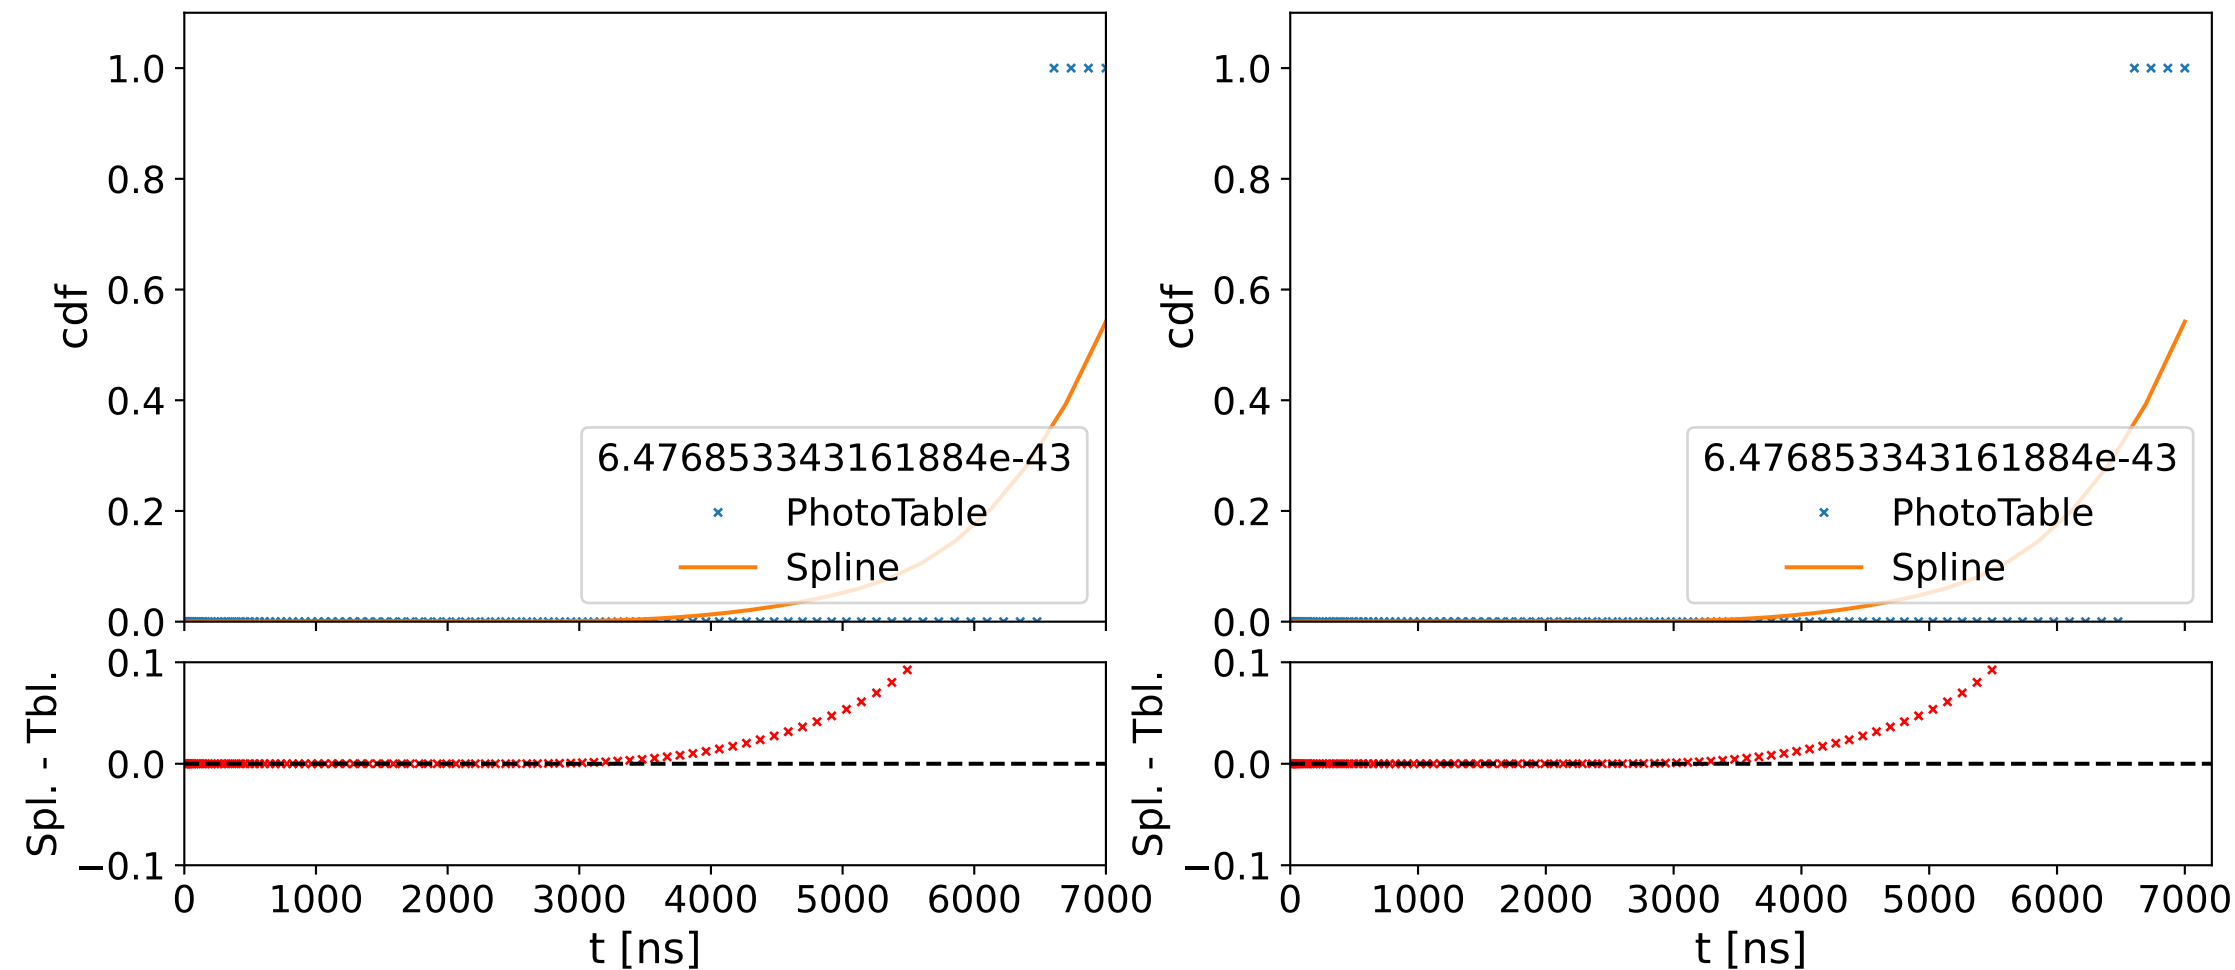 1.0
0.8
0.6
0.4
0.2
0.0
cdf
6.476853343161884e-43
PhotoTable
Spline
0.1
0.0
−0.1
Spl. - Tbl.
0 1000 2000 3000 4000 5000 6000 7000
t [ns]
1.0
0.8
0.6
0.4
0.2
0.0
cdf
6.476853343161884e-43
PhotoTable
Spline
0.1
0.0
−0.1
Spl. - Tbl.
0 1000 2000 3000 4000 5000 6000 7000
t [ns]